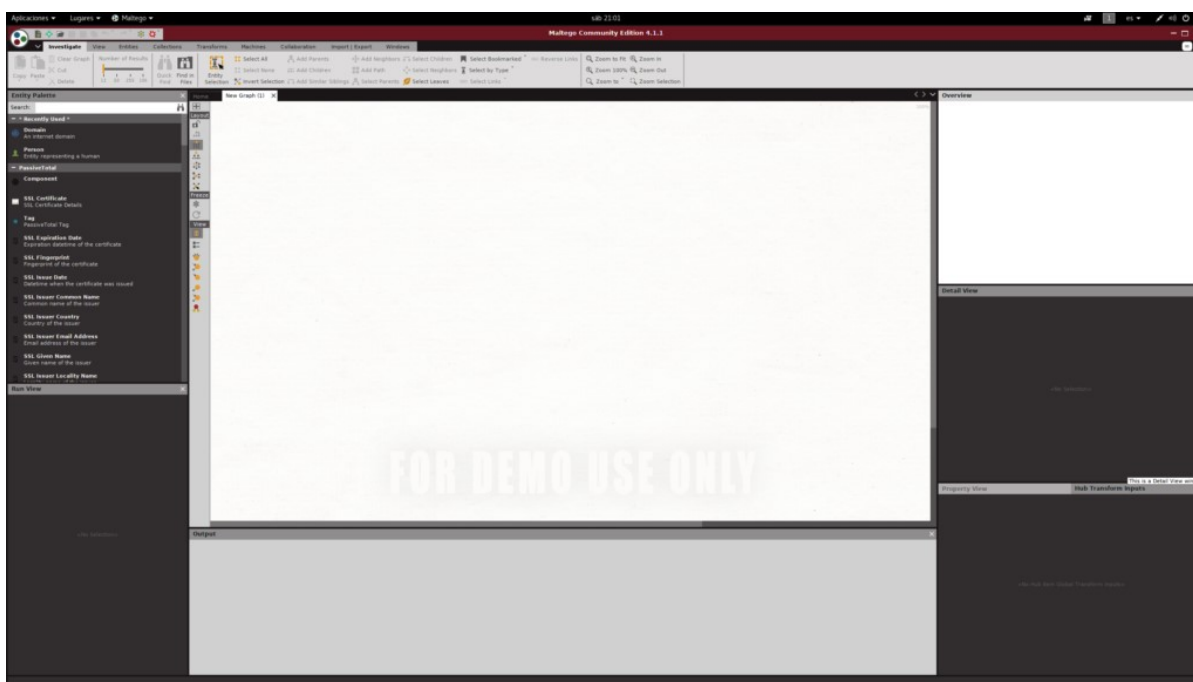 Aplicaciones Lugares Maltego sáb 21:01 1 es
Maltego Community Edition 4.1.1
Investigate View Entities Collections Transforms Machines Collaboration Import | Export Windows
Clear Graph Number of Results Select All Add Parents Add Neighbors Select Children Select Bookmarked Reverse Links Zoom to Fit Zoom In
Copy Paste Cut Quick Find Find in Files Entity Selection Select None Add Children Add Path Select Neighbors Select by Type Zoom 100% Zoom Out
Delete Invert Selection Add Similar Siblings Select Parents Select Leaves Select Links Zoom to Zoom Selection
Entity Palette
Home New Graph (1)
Overview
Search:
Recently Used
Layout
Domain
An internet domain
Person
Entity representing a human
PassiveTotal
Component
Freeze
SSL Certificate
SSL Certificate Details
Tag
PassiveTotal Tag
View
SSL Expiration Date
Expiration datetime of the certificate
SSL Fingerprint
Fingerprint of the certificate
SSL Issue Date
Datetime when the certificate was issued
SSL Issuer Common Name
Common name of the issuer
SSL Issuer Country
Country of the issuer
SSL Issuer Email Address
Email address of the issuer
SSL Given Name
Given name of the issuer
SSL Issuer Locality Name
Run View
Detail View
<No Selection>
FOR DEMO USE ONLY
This is a Detail View win
Property View Hub Transform Inputs
<No Selection>
Output